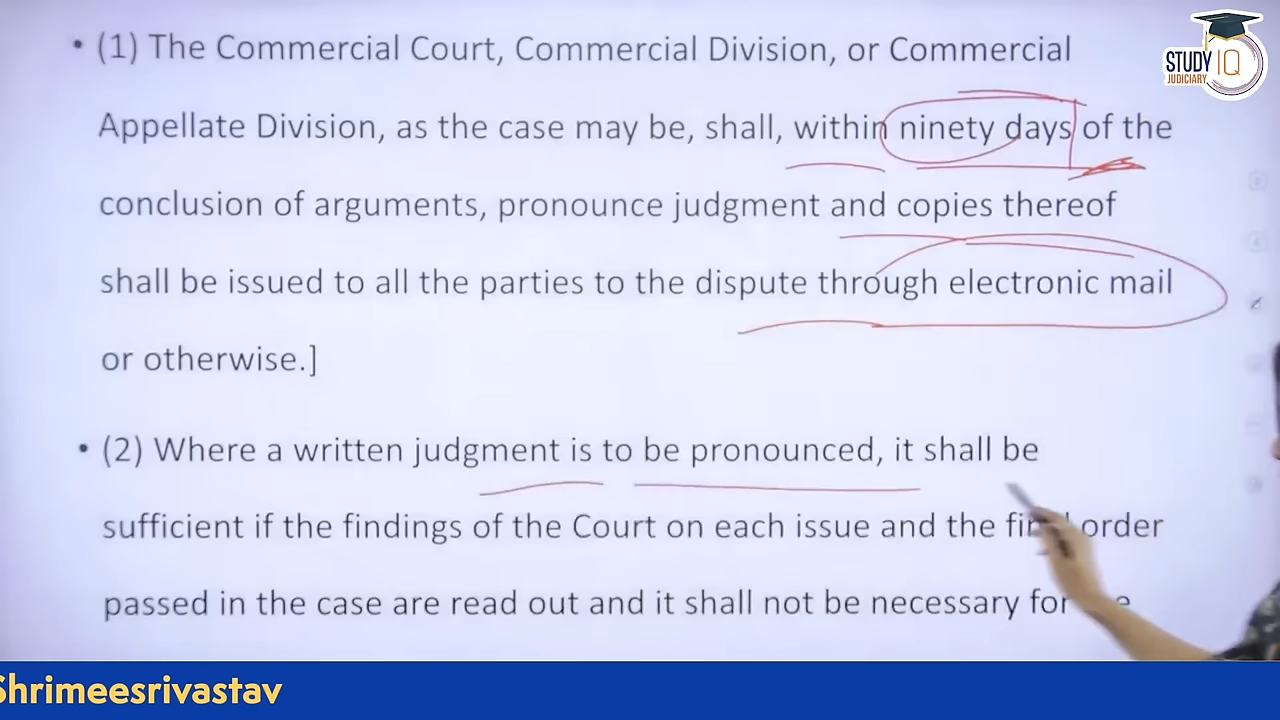 • (1) The Commercial Court, Commercial Division, or Commercial
Appellate Division, as the case may be, shall, within ninety days of the
conclusion of arguments, pronounce judgment and copies thereof
shall be issued to all the parties to the dispute through electronic mail
or otherwise.]
• (2) Where a written judgment is to be pronounced, it shall be
sufficient if the findings of the Court on each issue and the order
passed in the case are read out and it shall not be necessary for
STUDY IQ
JUDICIARY
Shrimeesrivastav